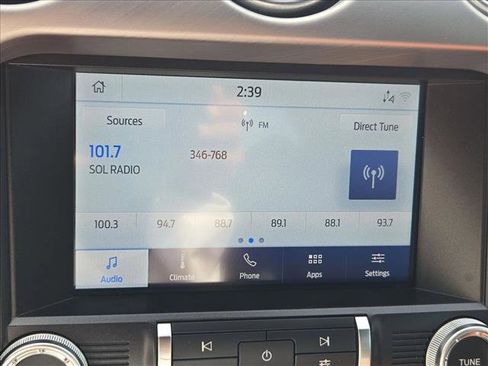 2:39
Sources
FM
Direct Tune
101.7
346-768
SOL RADIO
100.3 94.7 88.7 89.1 88.1 93.7
Audio Climate Phone Apps Settings
TUNE